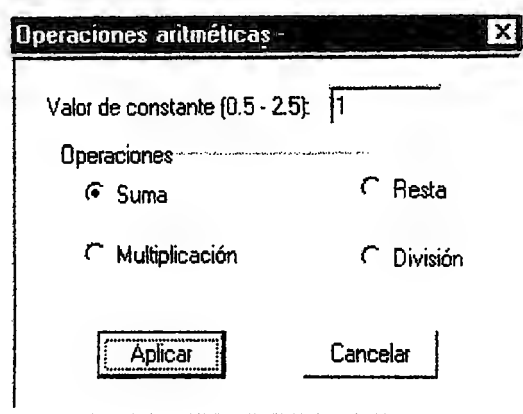 Operaciones aritméticas -
Valor de constante (0.5 - 2.5): 1
Operaciones
Suma
Resta
Multiplicación
División
Aplicar
Cancelar